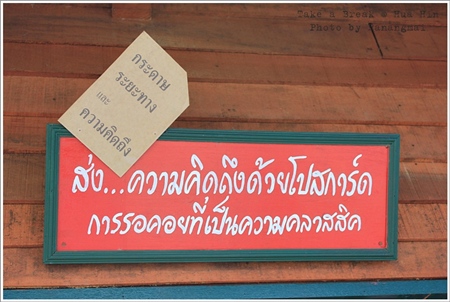 Take a Break @ Hua Hin
กระดาษ
ระยะทาง
และ
ความคิดถึง
ส่ง...ความคิดถึงด้วยโปสการ์ด
การรอคอยที่เป็นความคลาสสิค